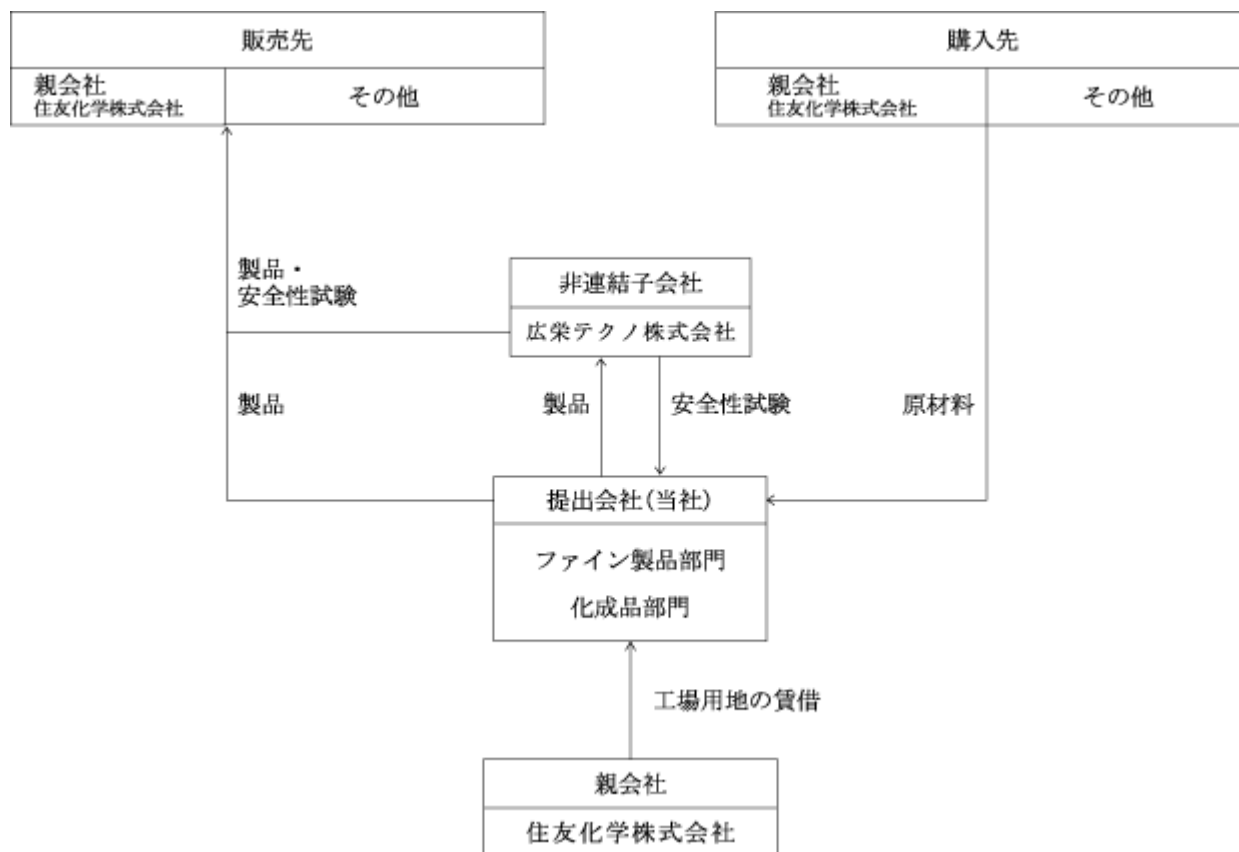 販売先
親会社
住友化学株式会社
その他
購入先
親会社
住友化学株式会社
その他
製品・
安全性試験
非連結子会社
広栄テクノ株式会社
製品
製品
安全性試験
原材料
提出会社(当社)
ファイン製品部門
化成品部門
工場用地の賃借
親会社
住友化学株式会社